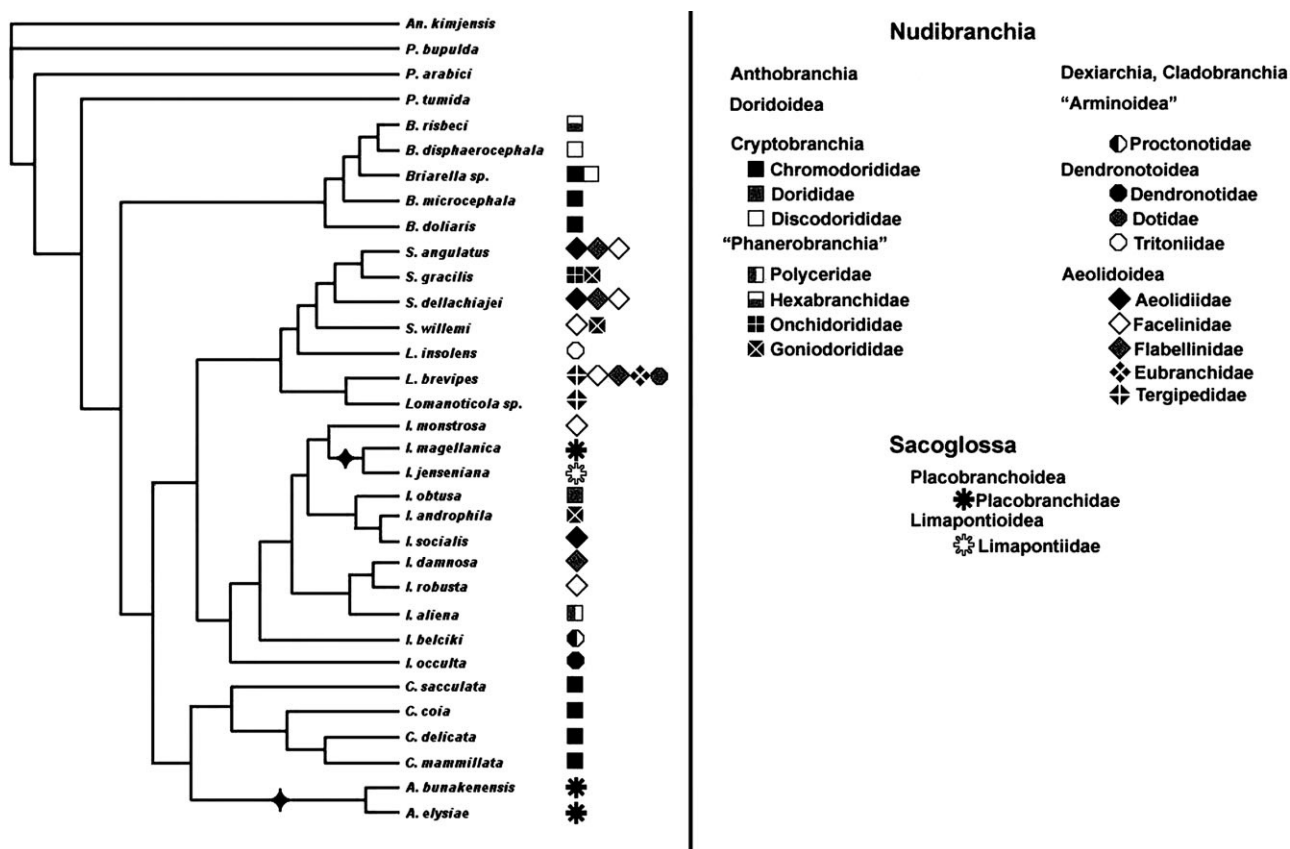 An. kimjensis
P. bupulda
P. arabici
P. tumida
B. risbeci
B. disphaerocephala
Briarella sp.
B. microcephala
B. doliaris
S. angulatus
S. gracilis
S. dellachiajei
S. willemi
L. insolens
L. brevipes
Lomanoticola sp.
I. monstrosa
I. magellanica
I. jenseniana
I. obtusa
I. androphila
I. socialis
I. damnosa
I. robusta
I. aliena
I. belciki
I. occulta
C. sacculata
C. coia
C. delicata
C. mammillata
A. bunakenensis
A. elysiae
Nudibranchia
Anthobranchia
Doridoidea
Cryptobranchia
Chromodorididae
Dorididae
Discodorididae
“Phanerobranchia”
Polyceridae
Hexabranchidae
Onchidorididae
Goniodorididae
Dexiarchia, Cladobranchia
“Arminoidea”
Proctonotidae
Dendronotoidea
Dendronotidae
Dotidae
Tritoniidae
Aeolidoidea
Aeolidiidae
Facelinidae
Flabellinidae
Eubranchidae
Tergipedidae
Sacoglossa
Placobranchoidea
Placobranchidae
Limapontioidea
Limapontiidae